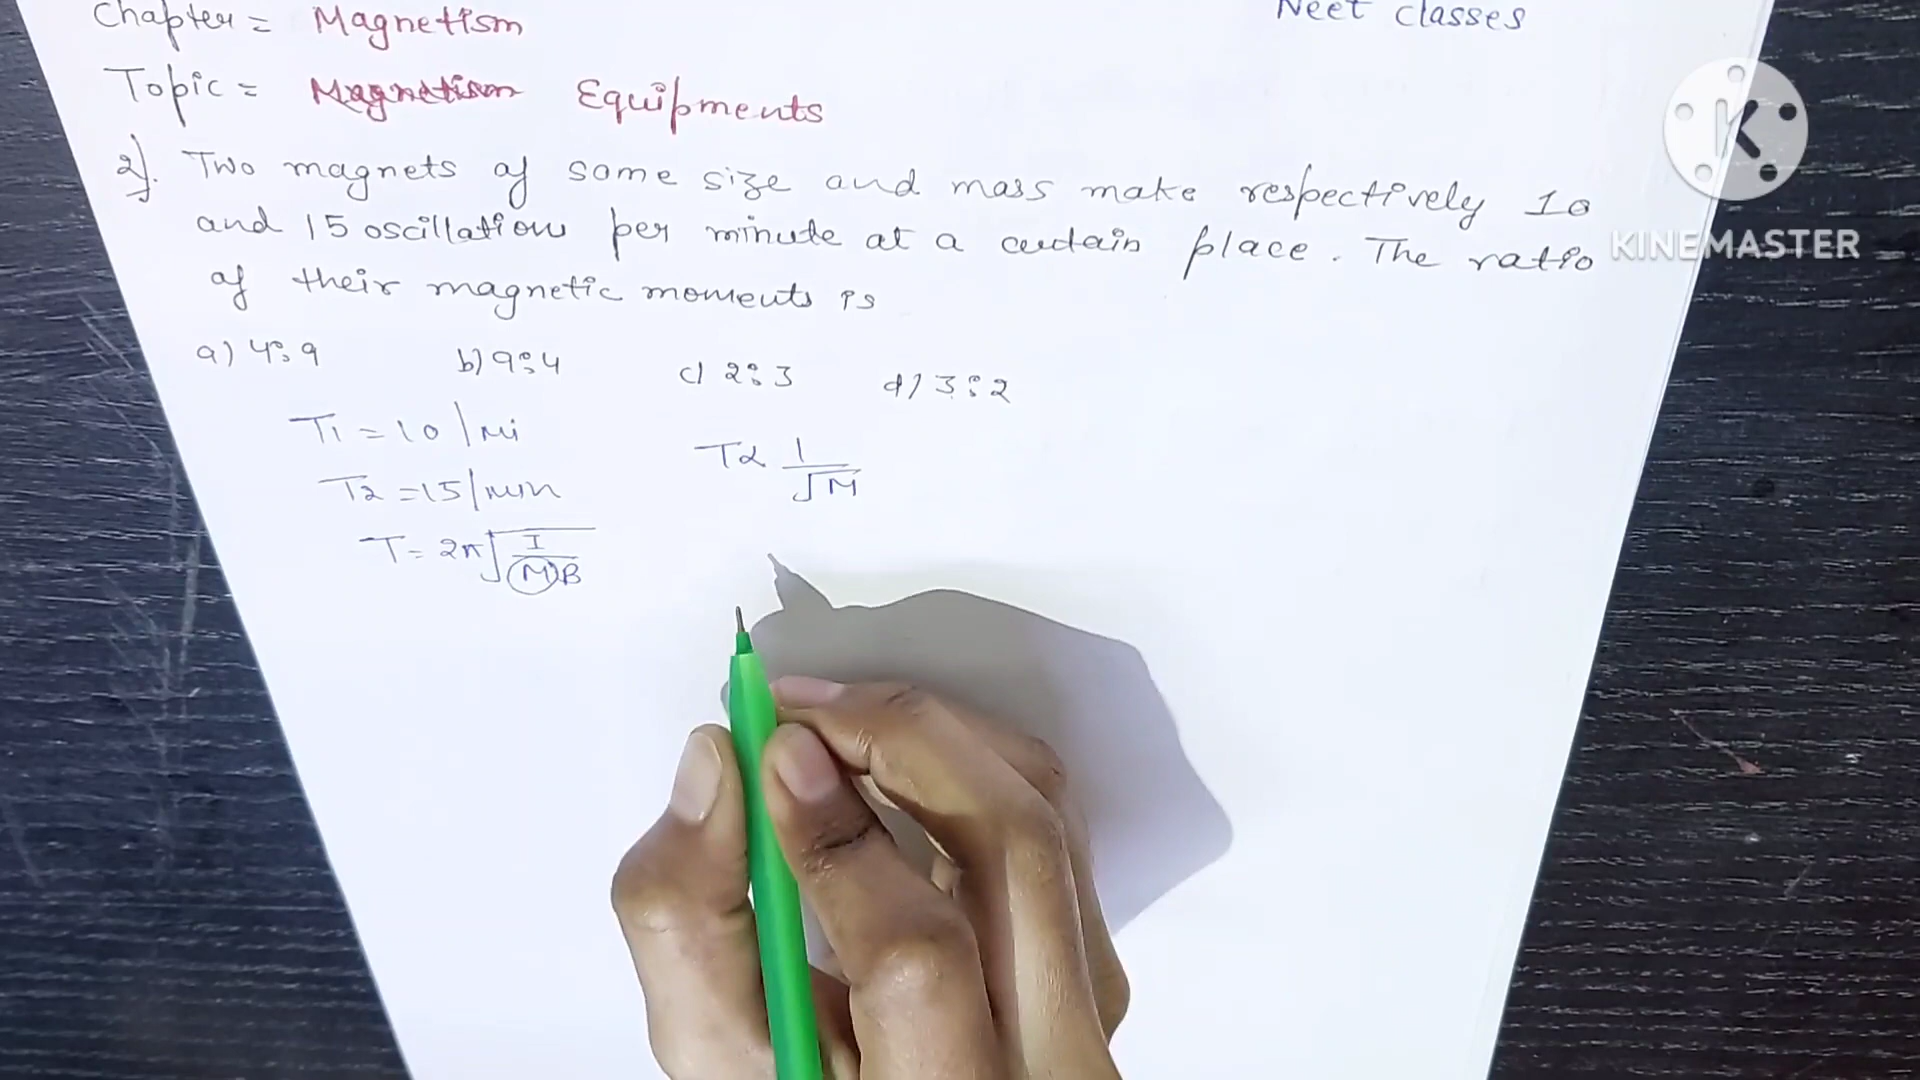 Chapter = Magnetism
Neet classes
Topic = Magnetism Equipments
2). Two magnets of same size and mass make respectively 10
and 15 oscillation per minute at a certain place. The ratio
of their magnetic moments is
a) 4:9 b) 9:4 c) 2:3 d) 3:2
T1 = 10 | Mi
T2 = 15 | min
T = 2π √(I/MB)
T α 1/√M
K
KINEMASTER